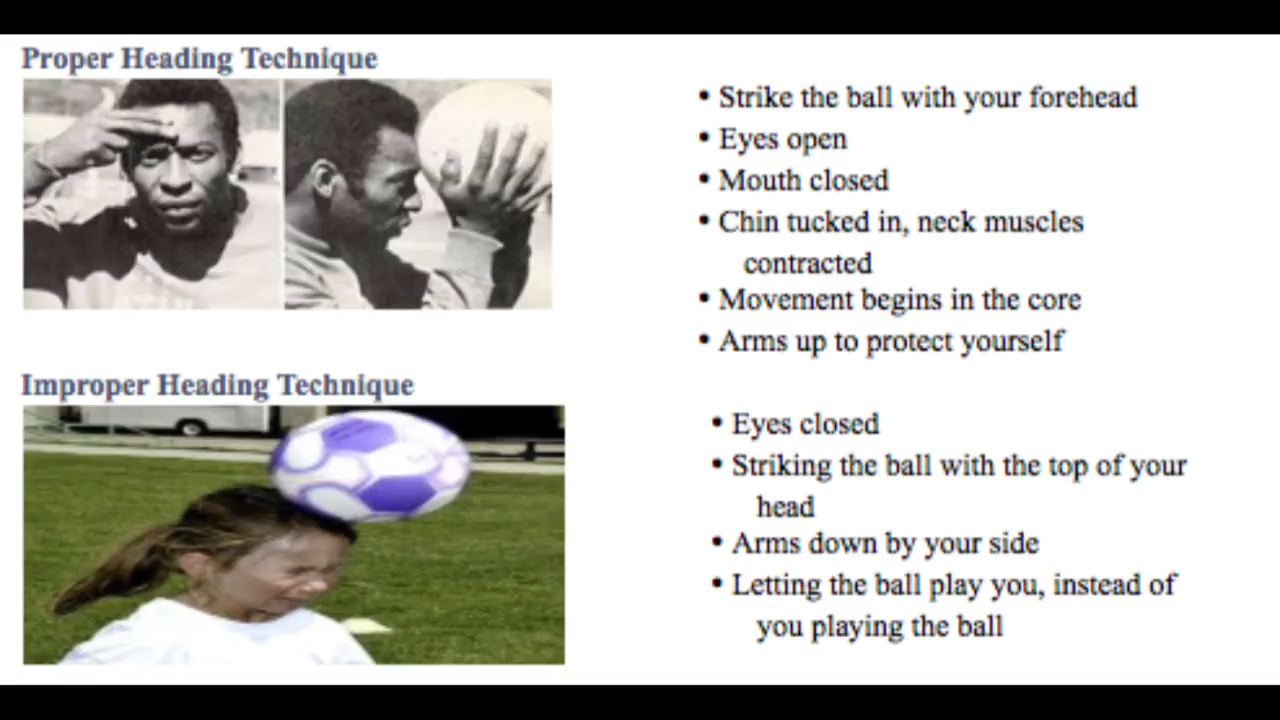 Proper Heading Technique
• Strike the ball with your forehead
• Eyes open
• Mouth closed
• Chin tucked in, neck muscles
contracted
• Movement begins in the core
• Arms up to protect yourself
Improper Heading Technique
• Eyes closed
• Striking the ball with the top of your
head
• Arms down by your side
• Letting the ball play you, instead of
you playing the ball